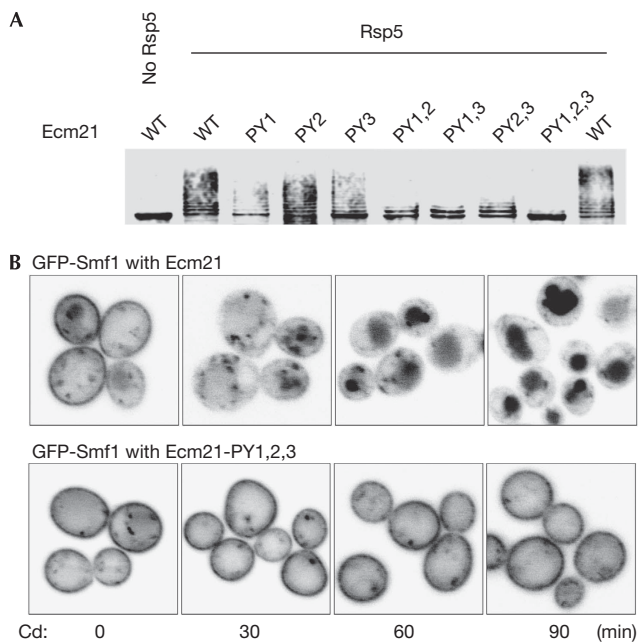 A
No Rsp5
Rsp5
Ecm21
WT WT PY1 PY2 PY3 PY1,2 PY1,3 PY2,3 PY1,2,3 WT
B GFP-Smf1 with Ecm21
GFP-Smf1 with Ecm21-PY1,2,3
Cd: 0 30 60 90 (min)